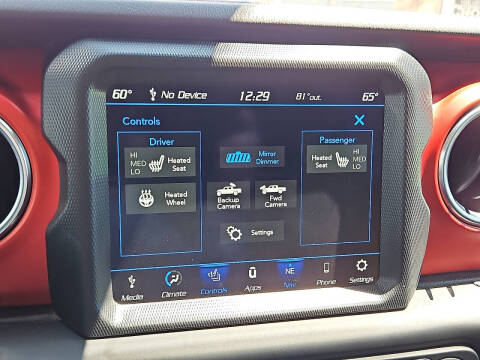 60° No Device 12:29 81°out. 65°
Controls X
Driver
HI
MED
LO
Heated
Seat
Heated
Wheel
Mirror
Dimmer
Backup
Camera
Fwd
Camera
Settings
Passenger
Heated
Seat
HI
MED
LO
NE
Media Climate Controls Apps Nav Phone Settings